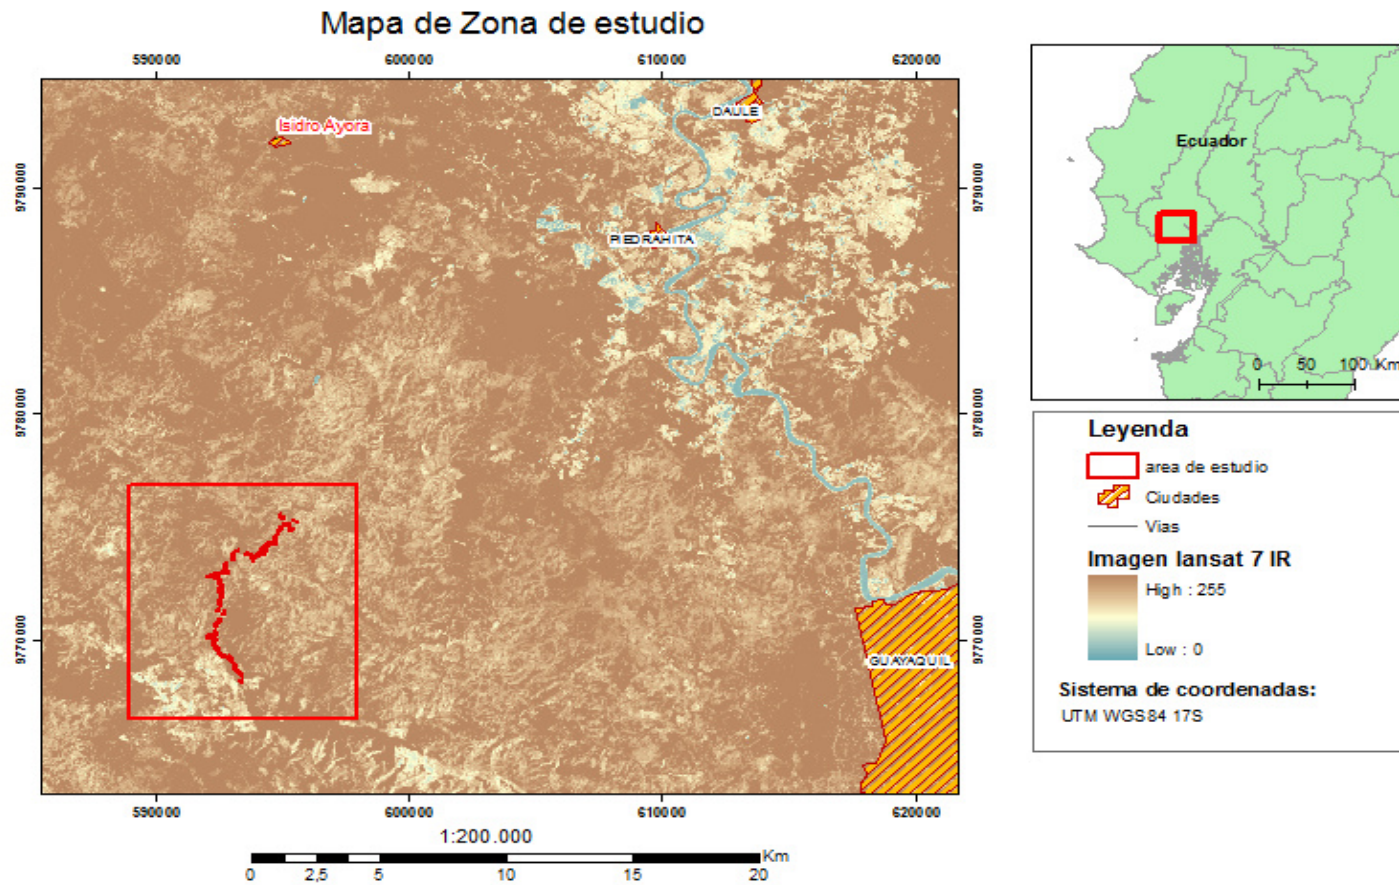 Mapa de Zona de estudio
590000 600000 610000 620000
DAULE
Isidro Ayora
9790000 9790000
PIEDRAHITA
9780000 9780000
9770000 9770000
GUAYAQUIL
590000 600000 610000 620000
1:200.000
Km
0 2,5 5 10 15 20
Ecuador
0 50 100 Km
Leyenda
area de estudio
Ciudades
Vias
Imagen lansat 7 IR
High : 255
Low : 0
Sistema de coordenadas:
UTM WGS84 17S